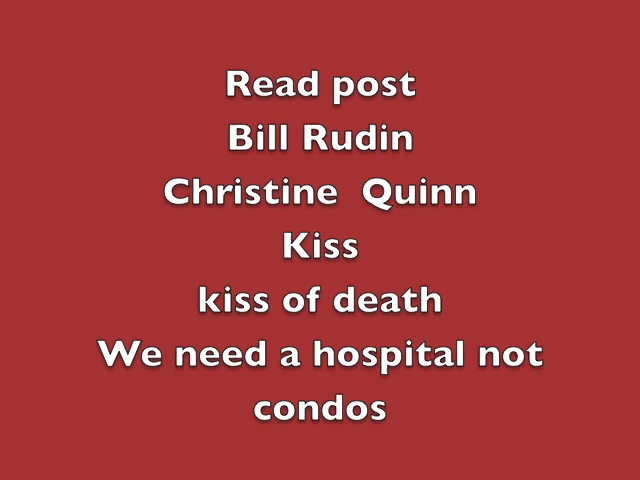 Read post
Bill Rudin
Christine  Quinn
Kiss
kiss of death
We need a hospital not
condos